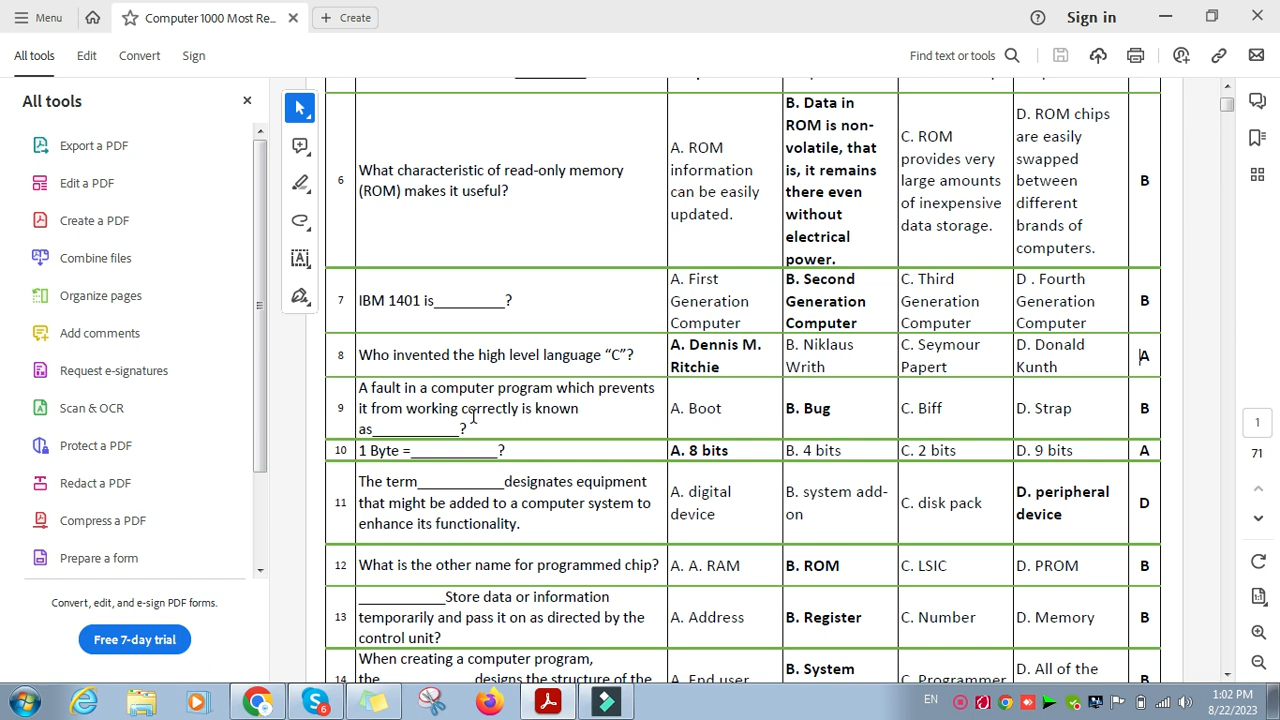 Menu
Computer 1000 Most Re...
Create
Sign in
All tools
Edit
Convert
Sign
Find text or tools
All tools
Export a PDF
Edit a PDF
Create a PDF
Combine files
Organize pages
Add comments
Request e-signatures
Scan & OCR
Protect a PDF
Redact a PDF
Compress a PDF
Prepare a form
Convert, edit, and e-sign PDF forms.
Free 7-day trial
6
What characteristic of read-only memory
(ROM) makes it useful?
A. ROM
information
can be easily
updated.
B. Data in
ROM is non-
volatile, that
is, it remains
there even
without
electrical
power.
C. ROM
provides very
large amounts
of inexpensive
data storage.
D. ROM chips
are easily
swapped
between
different
brands of
computers.
B
7
IBM 1401 is_________?
A. First
Generation
Computer
B. Second
Generation
Computer
C. Third
Generation
Computer
D . Fourth
Generation
Computer
B
8
Who invented the high level language “C”?
A. Dennis M.
Ritchie
B. Niklaus
Writh
C. Seymour
Papert
D. Donald
Kunth
A
9
A fault in a computer program which prevents
it from working correctly is known
as___________?
A. Boot
B. Bug
C. Biff
D. Strap
B
10
1 Byte =___________?
A. 8 bits
B. 4 bits
C. 2 bits
D. 9 bits
A
11
The term___________designates equipment
that might be added to a computer system to
enhance its functionality.
A. digital
device
B. system add-
on
C. disk pack
D. peripheral
device
D
12
What is the other name for programmed chip?
A. A. RAM
B. ROM
C. LSIC
D. PROM
B
13
___________Store data or information
temporarily and pass it on as directed by the
control unit?
A. Address
B. Register
C. Number
D. Memory
B
14
When creating a computer program,
the____________designs the structure of the
A. End user
B. System
C. Programmer
D. All of the
B
1
71
6
EN
1:02 PM
8/22/2023